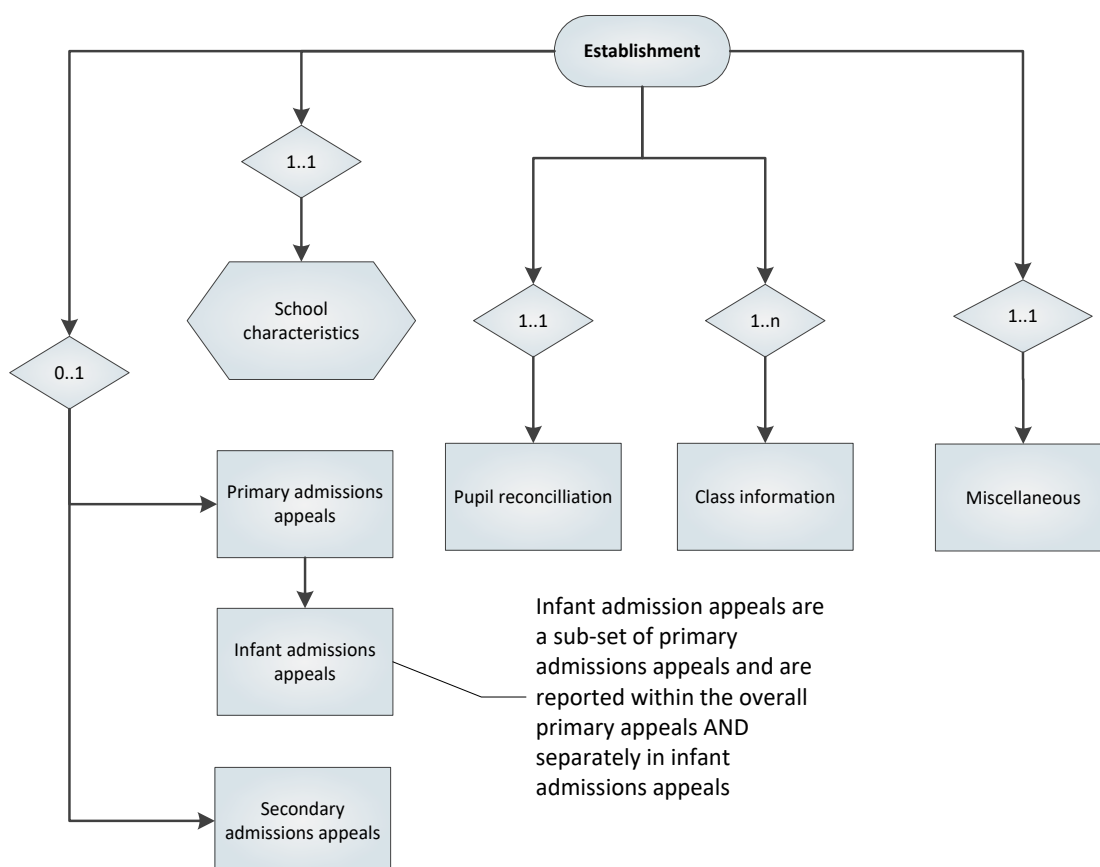 Establishment
1..1
School
characteristics
1..1
1..n
1..1
0..1
Primary admissions
appeals
Pupil reconcilliation
Class information
Miscellaneous
Infant admissions
appeals
Infant admission appeals are
a sub-set of primary
admissions appeals and are
reported within the overall
primary appeals AND
separately in infant
admissions appeals
Secondary
admissions appeals